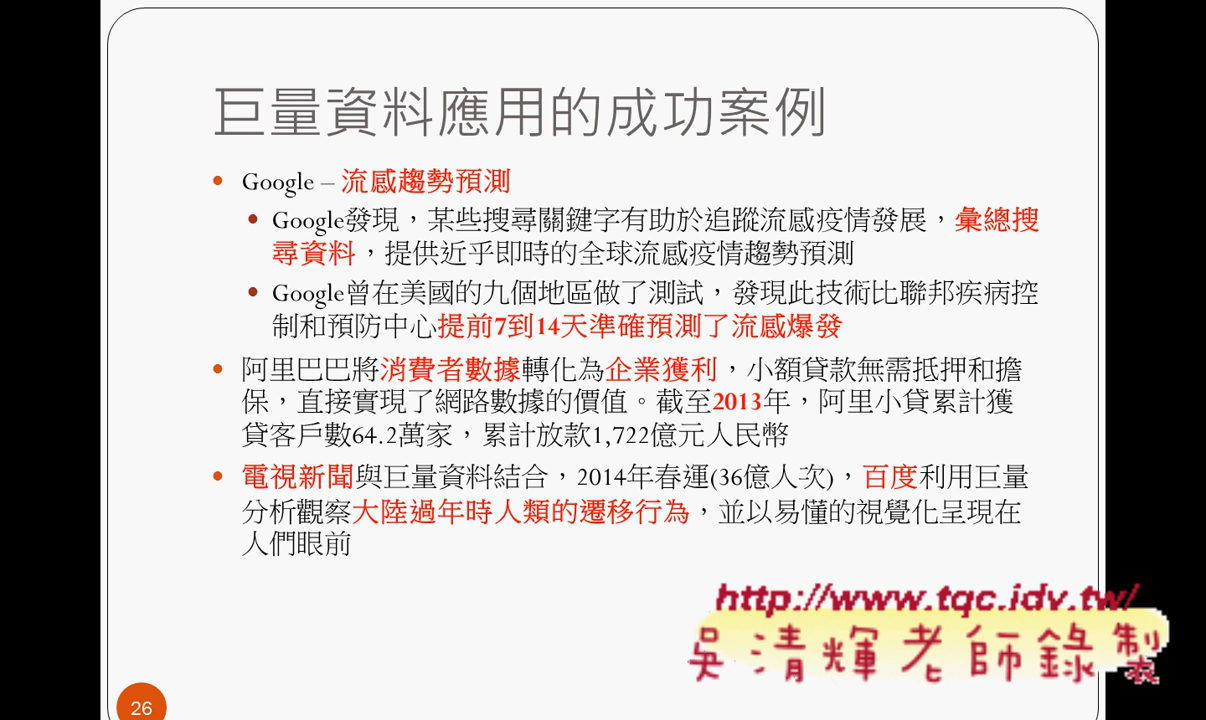 巨量資料應用的成功案例
Google – 流感趨勢預測
Google發現，某些搜尋關鍵字有助於追蹤流感疫情發展，彙總搜
尋資料，提供近乎即時的全球流感疫情趨勢預測
Google曾在美國的九個地區做了測試，發現此技術比聯邦疾病控
制和預防中心提前7到14天準確預測了流感爆發
阿里巴巴將消費者數據轉化為企業獲利，小額貸款無需抵押和擔
保，直接實現了網路數據的價值。截至2013年，阿里小貸累計獲
貸客戶數64.2萬家，累計放款1,722億元人民幣
電視新聞與巨量資料結合，2014年春運(36億人次)，百度利用巨量
分析觀察大陸過年時人類的遷移行為，並以易懂的視覺化呈現在
人們眼前
http://www.tqc.idv.tw/
吳清輝老師錄製
26